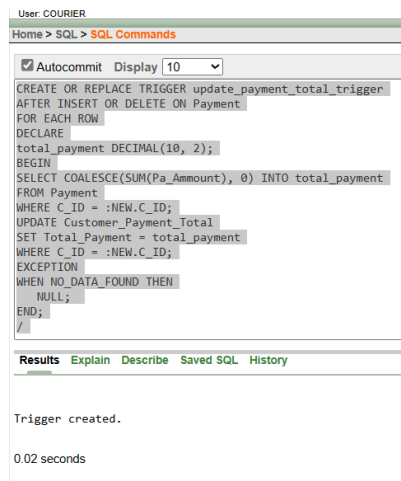 User: COURIER
Home > SQL > SQL Commands
Autocommit Display 10
CREATE OR REPLACE TRIGGER update_payment_total_trigger
AFTER INSERT OR DELETE ON Payment
FOR EACH ROW
DECLARE
total_payment DECIMAL(10, 2);
BEGIN
SELECT COALESCE(SUM(Pa_Ammount), 0) INTO total_payment
FROM Payment
WHERE C_ID = :NEW.C_ID;
UPDATE Customer_Payment_Total
SET Total_Payment = total_payment
WHERE C_ID = :NEW.C_ID;
EXCEPTION
WHEN NO_DATA_FOUND THEN
NULL;
END;
/
Results Explain Describe Saved SQL History
Trigger created.
0.02 seconds